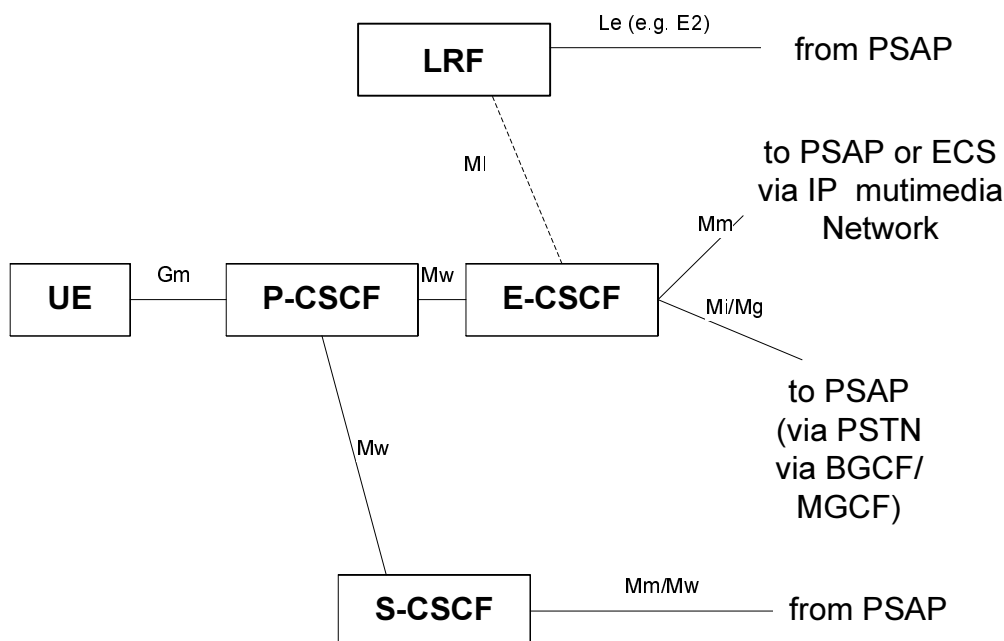 Le (e.g. E2)
from PSAP
LRF
Ml
to PSAP or ECS
via IP mutimedia
Network
Mm
Gm
Mw
UE
P-CSCF
E-CSCF
Mi/Mg
to PSAP
(via PSTN
via BGCF/
MGCF)
Mw
Mm/Mw
S-CSCF
from PSAP